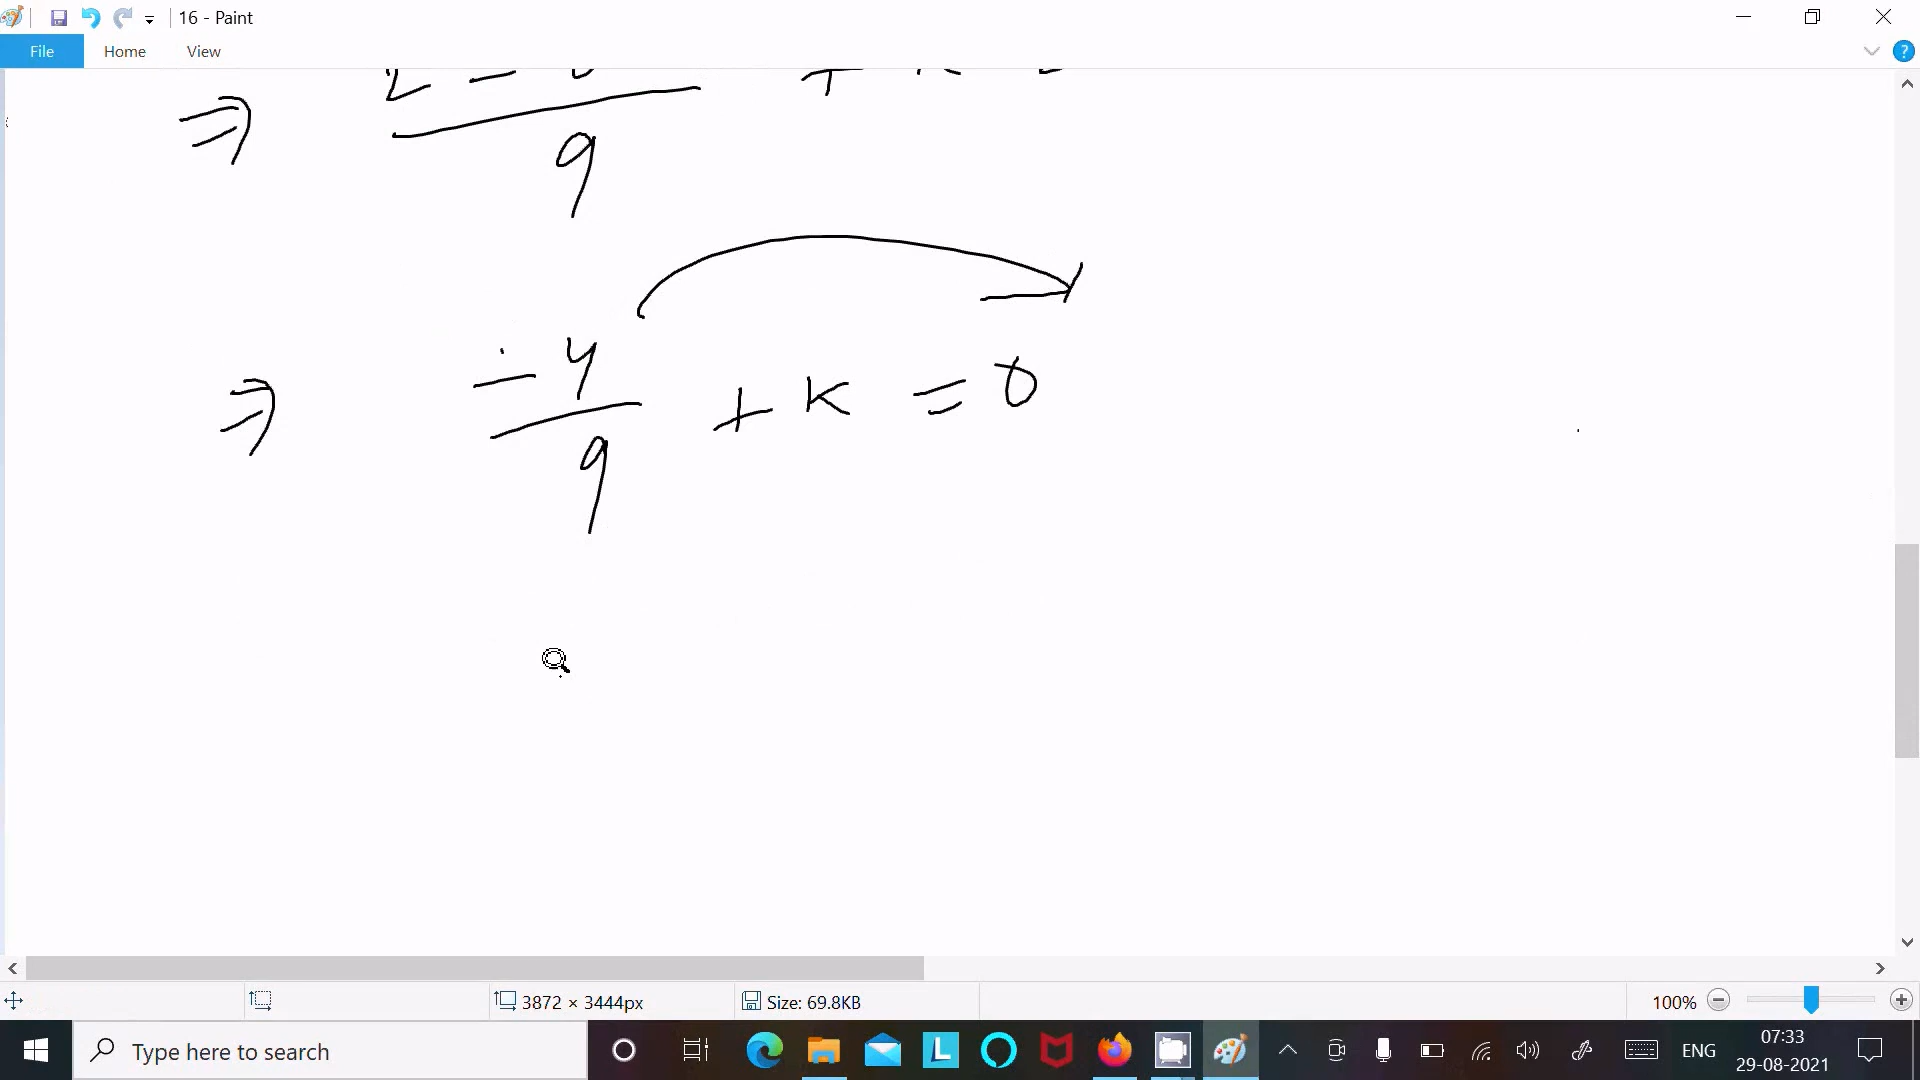 16 - Paint
File Home View
⇒ 2 - + K
9
⇒ -4/9 + K = 0
3872 × 3444px Size: 69.8KB 100%
Type here to search ENG 07:33
29-08-2021